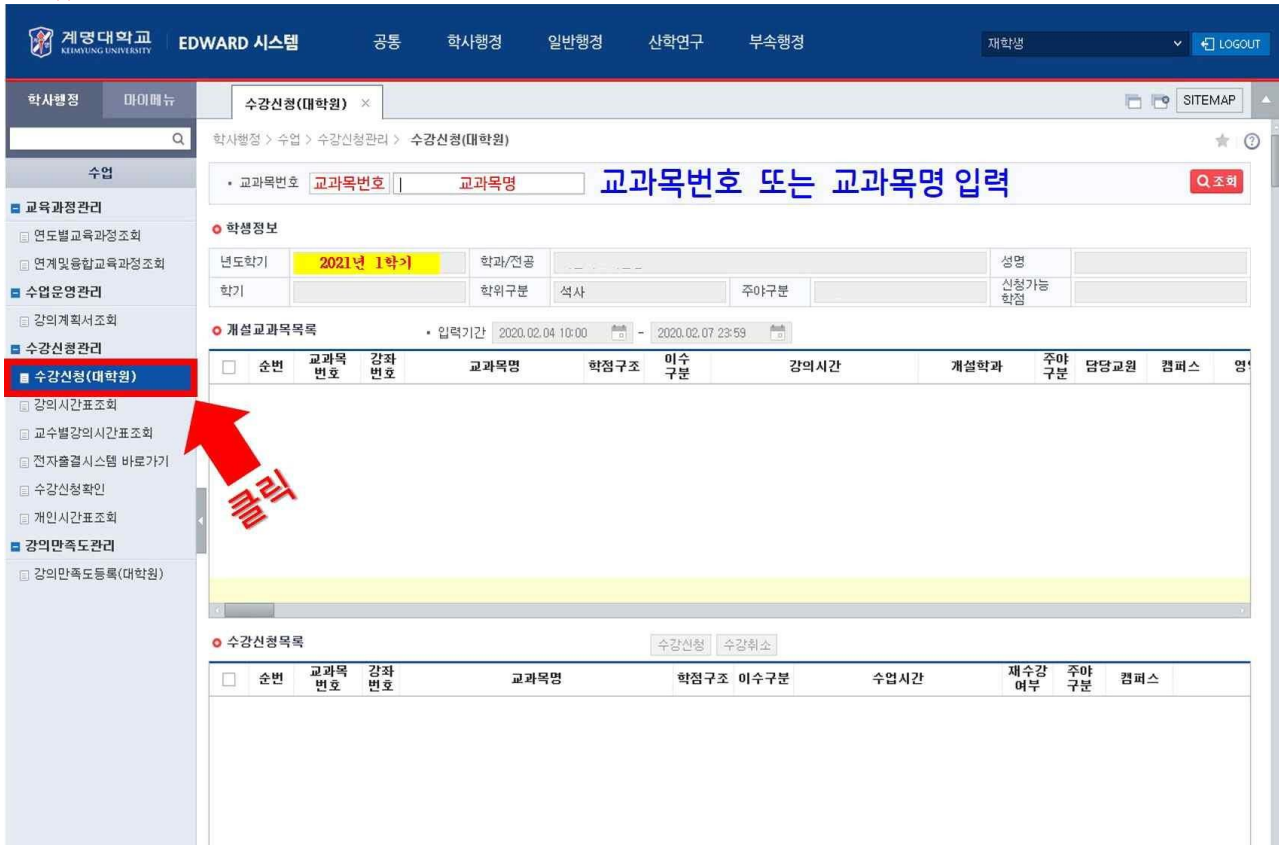 계명대학교
KEIMYUNG UNIVERSITY
EDWARD 시스템
공통 학사행정 일반행정 산학연구 부속행정
재학생
LOGOUT
학사행정 마이메뉴
수강신청(대학원) ×
SITEMAP
학사행정 > 수업 > 수강신청관리 > 수강신청(대학원)
수업
교육과정관리
연도별교육과정조회
연계및융합교육과정조회
수업운영관리
강의계획서조회
수강신청관리
수강신청(대학원)
강의시간표조회
교수별강의시간표조회
전자출결시스템 바로가기
수강신청확인
개인시간표조회
강의만족도관리
강의만족도등록(대학원)
클릭
• 교과목번호 교과목번호 교과목명 교과목번호 또는 교과목명 입력 조회
학생정보
년도학기 2021년 1학기 학과/전공 성명
학기 학위구분 석사 주야구분 신청가능학점
개설교과목목록 • 입력기간 2020.02.04 10:00 - 2020.02.07 23:59
순번 교과목번호 강좌번호 교과목명 학점구조 이수구분 강의시간 개설학과 주야구분 담당교원 캠퍼스
수강신청목록 수강신청 수강취소
순번 교과목번호 강좌번호 교과목명 학점구조 이수구분 수업시간 재수강여부 주야구분 캠퍼스